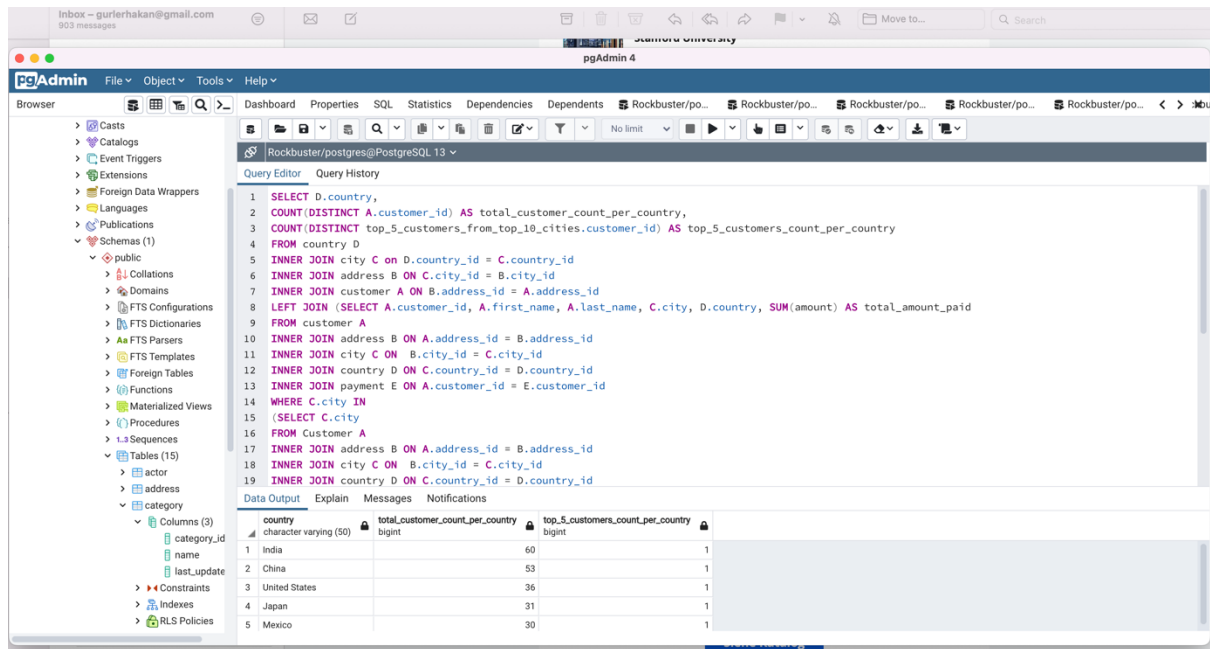 Inbox – gurlerhakan@gmail.com
903 messages
Move to...
Search
Stanford University
pgAdmin 4
pgAdmin File Object Tools Help
Browser
Dashboard Properties SQL Statistics Dependencies Dependents Rockbuster/po... Rockbuster/po... Rockbuster/po... Rockbuster/po... Rockbuster/po...
No limit
Rockbuster/postgres@PostgreSQL 13
Query Editor Query History
Casts
Catalogs
Event Triggers
Extensions
Foreign Data Wrappers
Languages
Publications
Schemas (1)
public
Collations
Domains
FTS Configurations
FTS Dictionaries
FTS Parsers
FTS Templates
Foreign Tables
Functions
Materialized Views
Procedures
Sequences
Tables (15)
actor
address
category
Columns (3)
category_id
name
last_update
Constraints
Indexes
RLS Policies
1 SELECT D.country,
2 COUNT(DISTINCT A.customer_id) AS total_customer_count_per_country,
3 COUNT(DISTINCT top_5_customers_from_top_10_cities.customer_id) AS top_5_customers_count_per_country
4 FROM country D
5 INNER JOIN city C on D.country_id = C.country_id
6 INNER JOIN address B ON C.city_id = B.city_id
7 INNER JOIN customer A ON B.address_id = A.address_id
8 LEFT JOIN (SELECT A.customer_id, A.first_name, A.last_name, C.city, D.country, SUM(amount) AS total_amount_paid
9 FROM customer A
10 INNER JOIN address B ON A.address_id = B.address_id
11 INNER JOIN city C ON B.city_id = C.city_id
12 INNER JOIN country D ON C.country_id = D.country_id
13 INNER JOIN payment E ON A.customer_id = E.customer_id
14 WHERE C.city IN
15 (SELECT C.city
16 FROM Customer A
17 INNER JOIN address B ON A.address_id = B.address_id
18 INNER JOIN city C ON B.city_id = C.city_id
19 INNER JOIN country D ON C.country_id = D.country_id
Data Output Explain Messages Notifications
country total_customer_count_per_country top_5_customers_count_per_country
character varying (50) bigint bigint
1 India 60 1
2 China 53 1
3 United States 36 1
4 Japan 31 1
5 Mexico 30 1